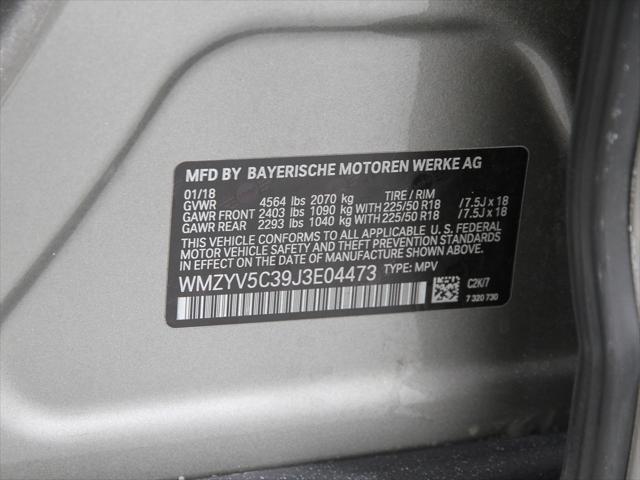 MFD BY BAYERISCHE MOTOREN WERKE AG
01/18
GVWR 4564 lbs 2070 kg TIRE / RIM
GAWR FRONT 2403 lbs 1090 kg WITH 225/50 R18 /7.5J x 18
GAWR REAR 2293 lbs 1040 kg WITH 225/50 R18 /7.5J x 18
THIS VEHICLE CONFORMS TO ALL APPLICABLE U. S. FEDERAL
MOTOR VEHICLE SAFETY AND THEFT PREVENTION STANDARDS
IN EFFECT ON THE DATE OF MANUFACTURE SHOWN ABOVE.
WMZYV5C39J3E04473 TYPE: MPV
C2K/7
7 320 730